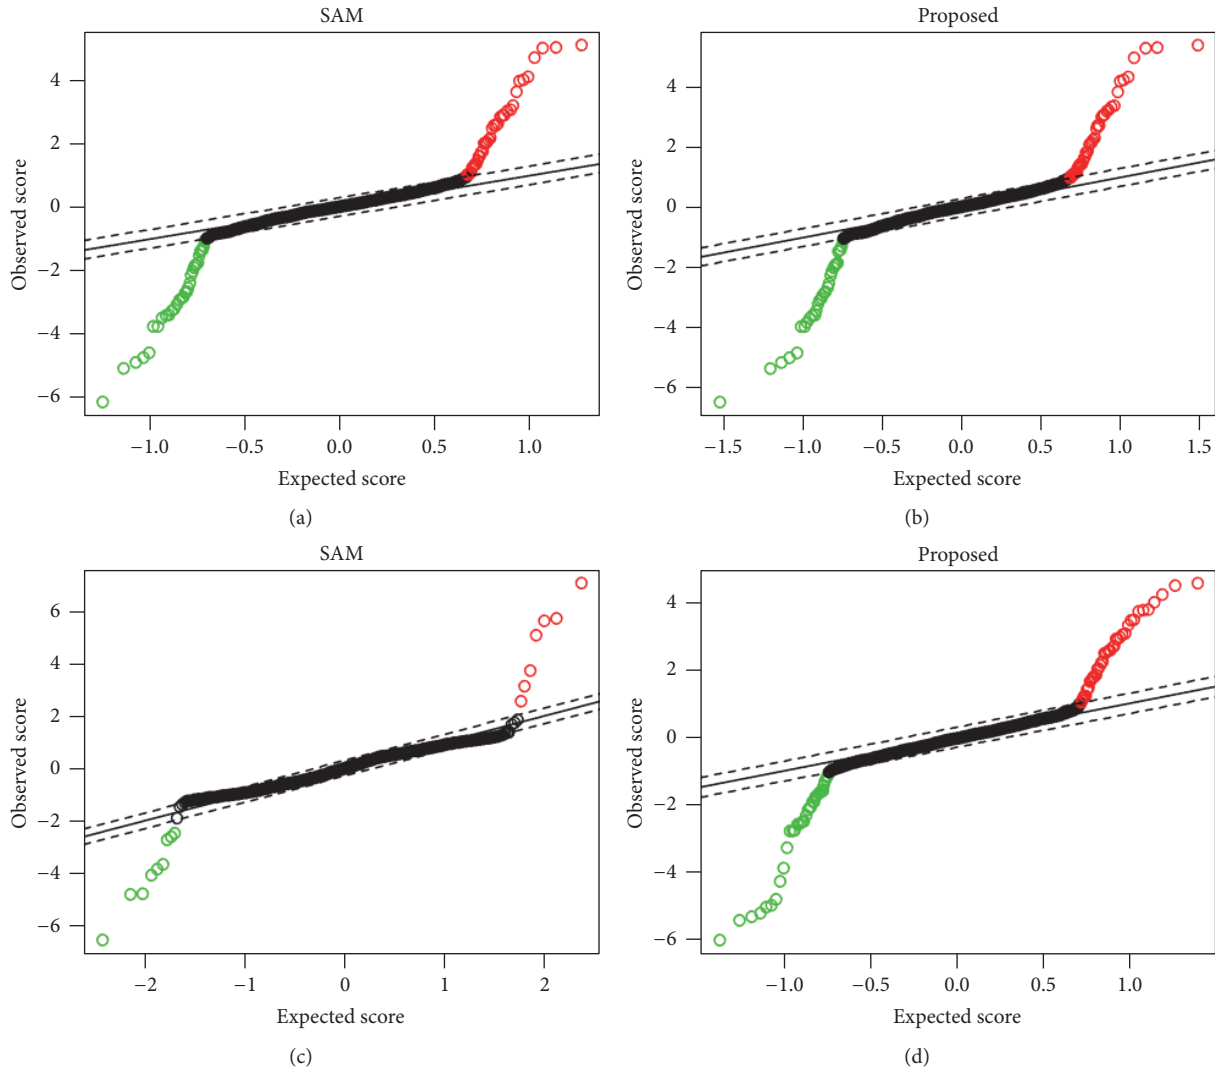 SAM
Proposed
4
2
0
−2
−4
−6
Observed score
−1.0 −0.5 0.0 0.5 1.0
Expected score
(a)
4
2
0
−2
−4
−6
Observed score
−1.5 −1.0 −0.5 0.0 0.5 1.0 1.5
Expected score
(b)
SAM
Proposed
6
4
2
0
−2
−4
−6
Observed score
−2 −1 0 1 2
Expected score
(c)
4
2
0
−2
−4
−6
Observed score
−1.0 −0.5 0.0 0.5 1.0
Expected score
(d)